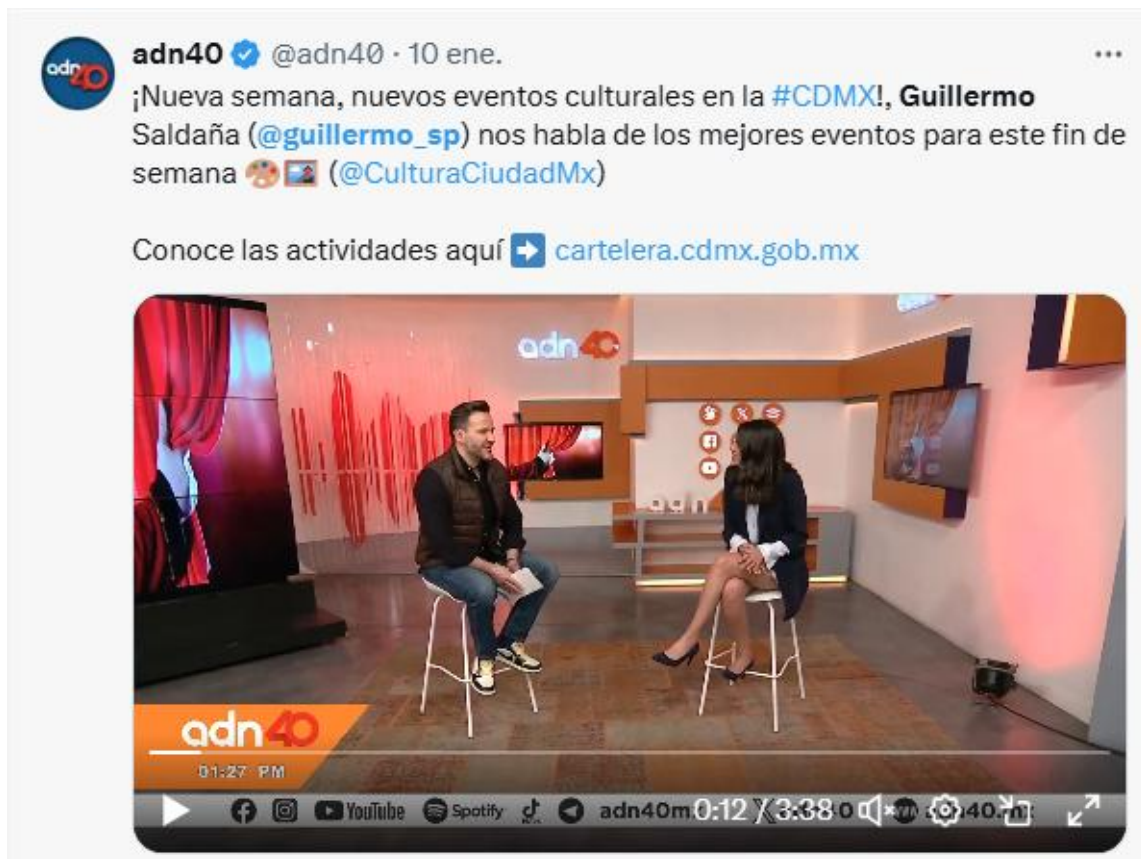 adn40 @adn40 · 10 ene.
¡Nueva semana, nuevos eventos culturales en la #CDMX!, Guillermo
Saldaña (@guillermo_sp) nos habla de los mejores eventos para este fin de
semana 🎨🖼️ (@CulturaCiudadMx)
Conoce las actividades aquí ➡️ cartelera.cdmx.gob.mx
adn40
adn40
adn40
01:27 PM
YouTube Spotify adn40m 0:12 / 3:38